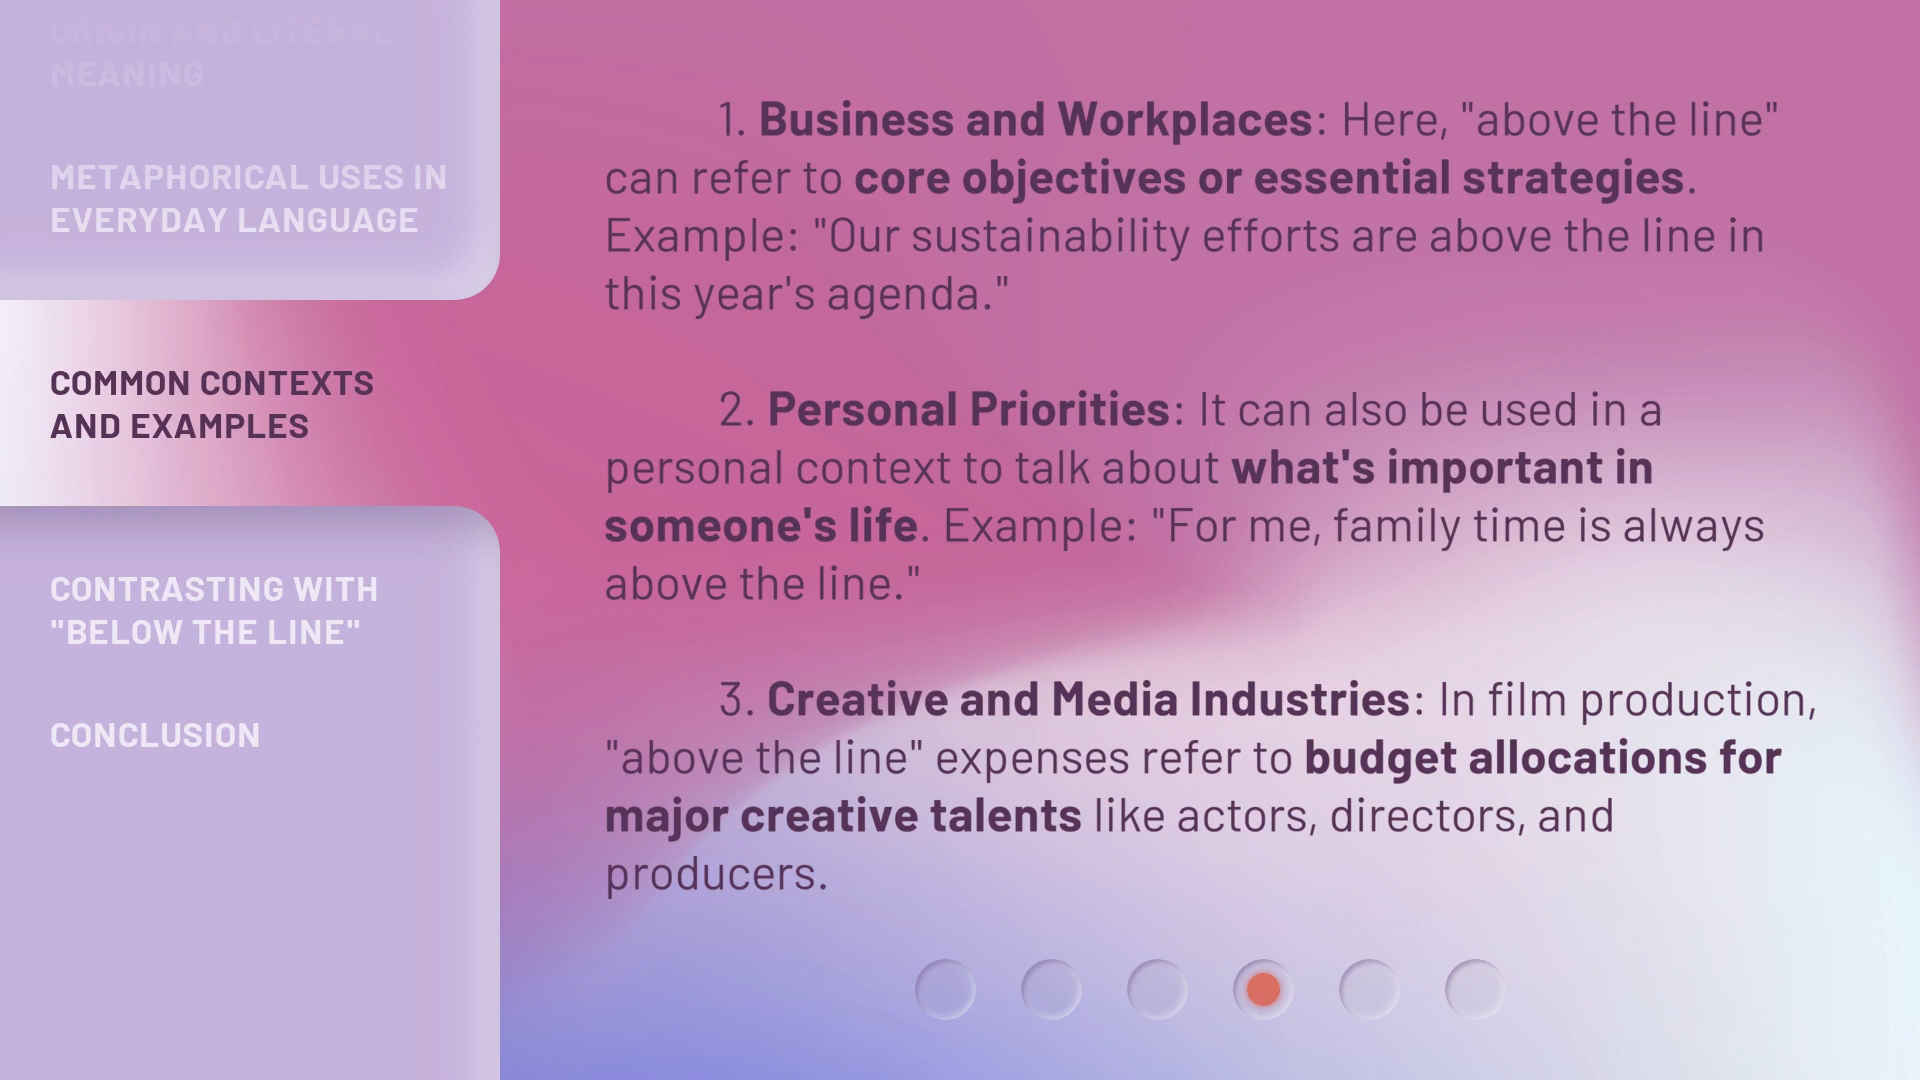 ORIGIN AND LITERAL
MEANING
METAPHORICAL USES IN
EVERYDAY LANGUAGE
COMMON CONTEXTS
AND EXAMPLES
CONTRASTING WITH
"BELOW THE LINE"
CONCLUSION
1. Business and Workplaces: Here, "above the line"
can refer to core objectives or essential strategies.
Example: "Our sustainability efforts are above the line in
this year's agenda."
2. Personal Priorities: It can also be used in a
personal context to talk about what's important in
someone's life. Example: "For me, family time is always
above the line."
3. Creative and Media Industries: In film production,
"above the line" expenses refer to budget allocations for
major creative talents like actors, directors, and
producers.